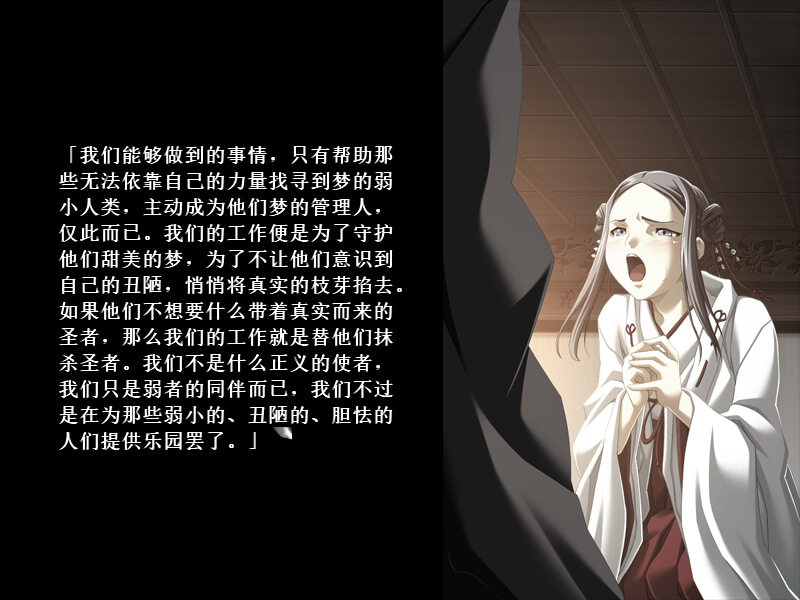 「我们能够做到的事情，只有帮助那
些无法依靠自己的力量找寻到梦的弱
小人类，主动成为他们梦的管理人，
仅此而已。我们的工作便是为了守护
他们甜美的梦，为了不让他们意识到
自己的丑陋，悄悄将真实的枝芽掐去。
如果他们不想要什么带着真实而来的
圣者，那么我们的工作就是替他们抹
杀圣者。我们不是什么正义的使者，
我们只是弱者的同伴而已，我们不过
是在为那些弱小的、丑陋的、胆怯的
人们提供乐园罢了。」